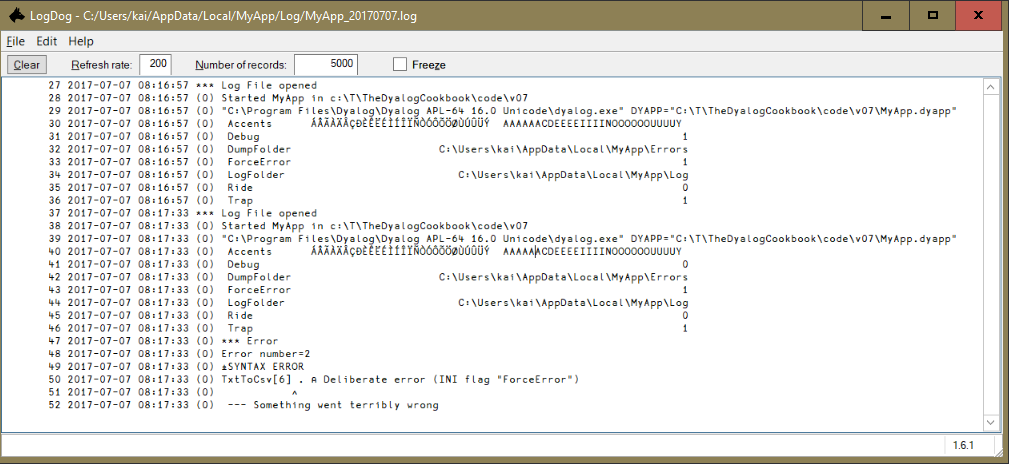 LogDog - C:/Users/kai/AppData/Local/MyApp/Log/MyApp_20170707.log
File Edit Help
Clear Refresh rate: 200 Number of records: 5000 Freeze
27 2017-07-07 08:16:57 *** Log File opened
28 2017-07-07 08:16:57 (0) Started MyApp in c:\T\TheDyalogCookbook\code\v07
29 2017-07-07 08:16:57 (0) "C:\Program Files\Dyalog\Dyalog APL-64 16.0 Unicode\dyalog.exe" DYAPP="C:\T\TheDyalogCookbook\code\v07\MyApp.dyapp"
30 2017-07-07 08:16:57 (0) Accents ÁÂÃÀÄÅÇÐÈÊËÉÌÍÎÏÑÒÓÔÕÖØÙÚÛÜÝ AAAAAACDEEEEIIIINOOOOOOUUUUY
31 2017-07-07 08:16:57 (0) Debug 1
32 2017-07-07 08:16:57 (0) DumpFolder C:\Users\kai\AppData\Local\MyApp\Errors
33 2017-07-07 08:16:57 (0) ForceError 1
34 2017-07-07 08:16:57 (0) LogFolder C:\Users\kai\AppData\Local\MyApp\Log
35 2017-07-07 08:16:57 (0) Ride 0
36 2017-07-07 08:16:57 (0) Trap 1
37 2017-07-07 08:17:33 *** Log File opened
38 2017-07-07 08:17:33 (0) Started MyApp in c:\T\TheDyalogCookbook\code\v07
39 2017-07-07 08:17:33 (0) "C:\Program Files\Dyalog\Dyalog APL-64 16.0 Unicode\dyalog.exe" DYAPP="C:\T\TheDyalogCookbook\code\v07\MyApp.dyapp"
40 2017-07-07 08:17:33 (0) Accents ÁÂÃÀÄÅÇÐÈÊËÉÌÍÎÏÑÒÓÔÕÖØÙÚÛÜÝ AAAAAACDEEEEIIIINOOOOOOUUUUY
41 2017-07-07 08:17:33 (0) Debug 0
42 2017-07-07 08:17:33 (0) DumpFolder C:\Users\kai\AppData\Local\MyApp\Errors
43 2017-07-07 08:17:33 (0) ForceError 1
44 2017-07-07 08:17:33 (0) LogFolder C:\Users\kai\AppData\Local\MyApp\Log
45 2017-07-07 08:17:33 (0) Ride 0
46 2017-07-07 08:17:33 (0) Trap 1
47 2017-07-07 08:17:33 (0) *** Error
48 2017-07-07 08:17:33 (0) Error number=2
49 2017-07-07 08:17:33 (0) ⍎SYNTAX ERROR
50 2017-07-07 08:17:33 (0) TxtToCsv[6] . ⍝ Deliberate error (INI flag "ForceError")
51 2017-07-07 08:17:33 (0) ^
52 2017-07-07 08:17:33 (0) --- Something went terribly wrong
1.6.1